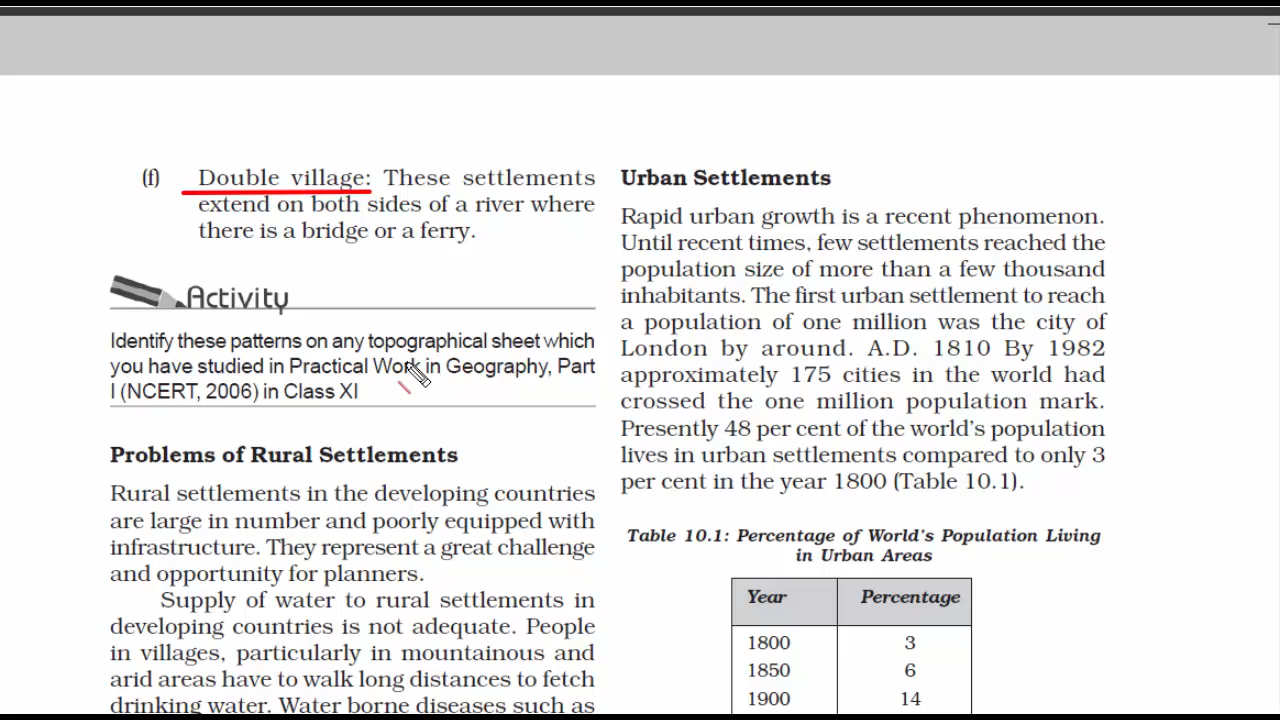 (f) Double village: These settlements
extend on both sides of a river where
there is a bridge or a ferry.
Activity
Identify these patterns on any topographical sheet which
you have studied in Practical Work in Geography, Part
I (NCERT, 2006) in Class XI
Problems of Rural Settlements
Rural settlements in the developing countries
are large in number and poorly equipped with
infrastructure. They represent a great challenge
and opportunity for planners.
Supply of water to rural settlements in
developing countries is not adequate. People
in villages, particularly in mountainous and
arid areas have to walk long distances to fetch
drinking water. Water borne diseases such as
Urban Settlements
Rapid urban growth is a recent phenomenon.
Until recent times, few settlements reached the
population size of more than a few thousand
inhabitants. The first urban settlement to reach
a population of one million was the city of
London by around. A.D. 1810 By 1982
approximately 175 cities in the world had
crossed the one million population mark.
Presently 48 per cent of the world's population
lives in urban settlements compared to only 3
per cent in the year 1800 (Table 10.1).
Table 10.1: Percentage of World's Population Living
in Urban Areas
Year Percentage
1800 3
1850 6
1900 14